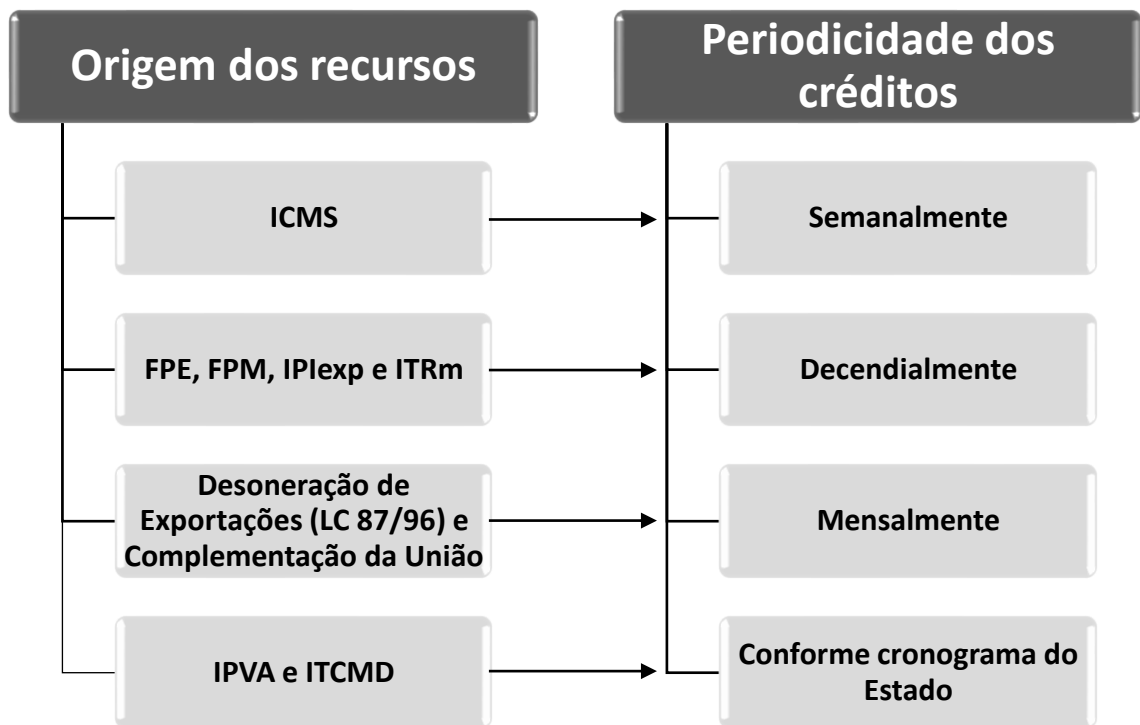 Origem dos recursos
Periodicidade dos
créditos
ICMS
Semanalmente
FPE, FPM, IPIexp e ITRm
Decendialmente
Desoneração de
Exportações (LC 87/96) e
Complementação da União
Mensalmente
IPVA e ITCMD
Conforme cronograma do
Estado